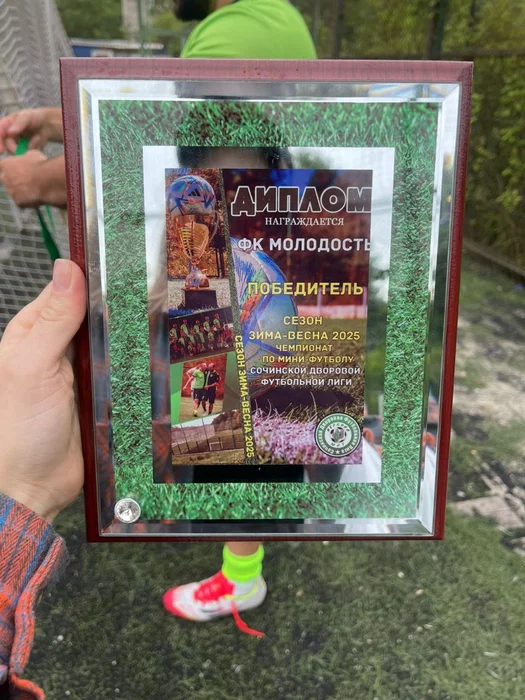 ДИПЛОМ
НАГРАЖДАЕТСЯ
ФК МОЛОДОСТЬ
ПОБЕДИТЕЛЬ
СЕЗОН
ЗИМА-ВЕСНА 2025
ЧЕМПИОНАТ
ПО МИНИ-ФУТБОЛУ
СОЧИНСКОЙ ДВОРОВОЙ
ФУТБОЛЬНОЙ ЛИГИ
СЕЗОН ЗИМА-ВЕСНА 2025